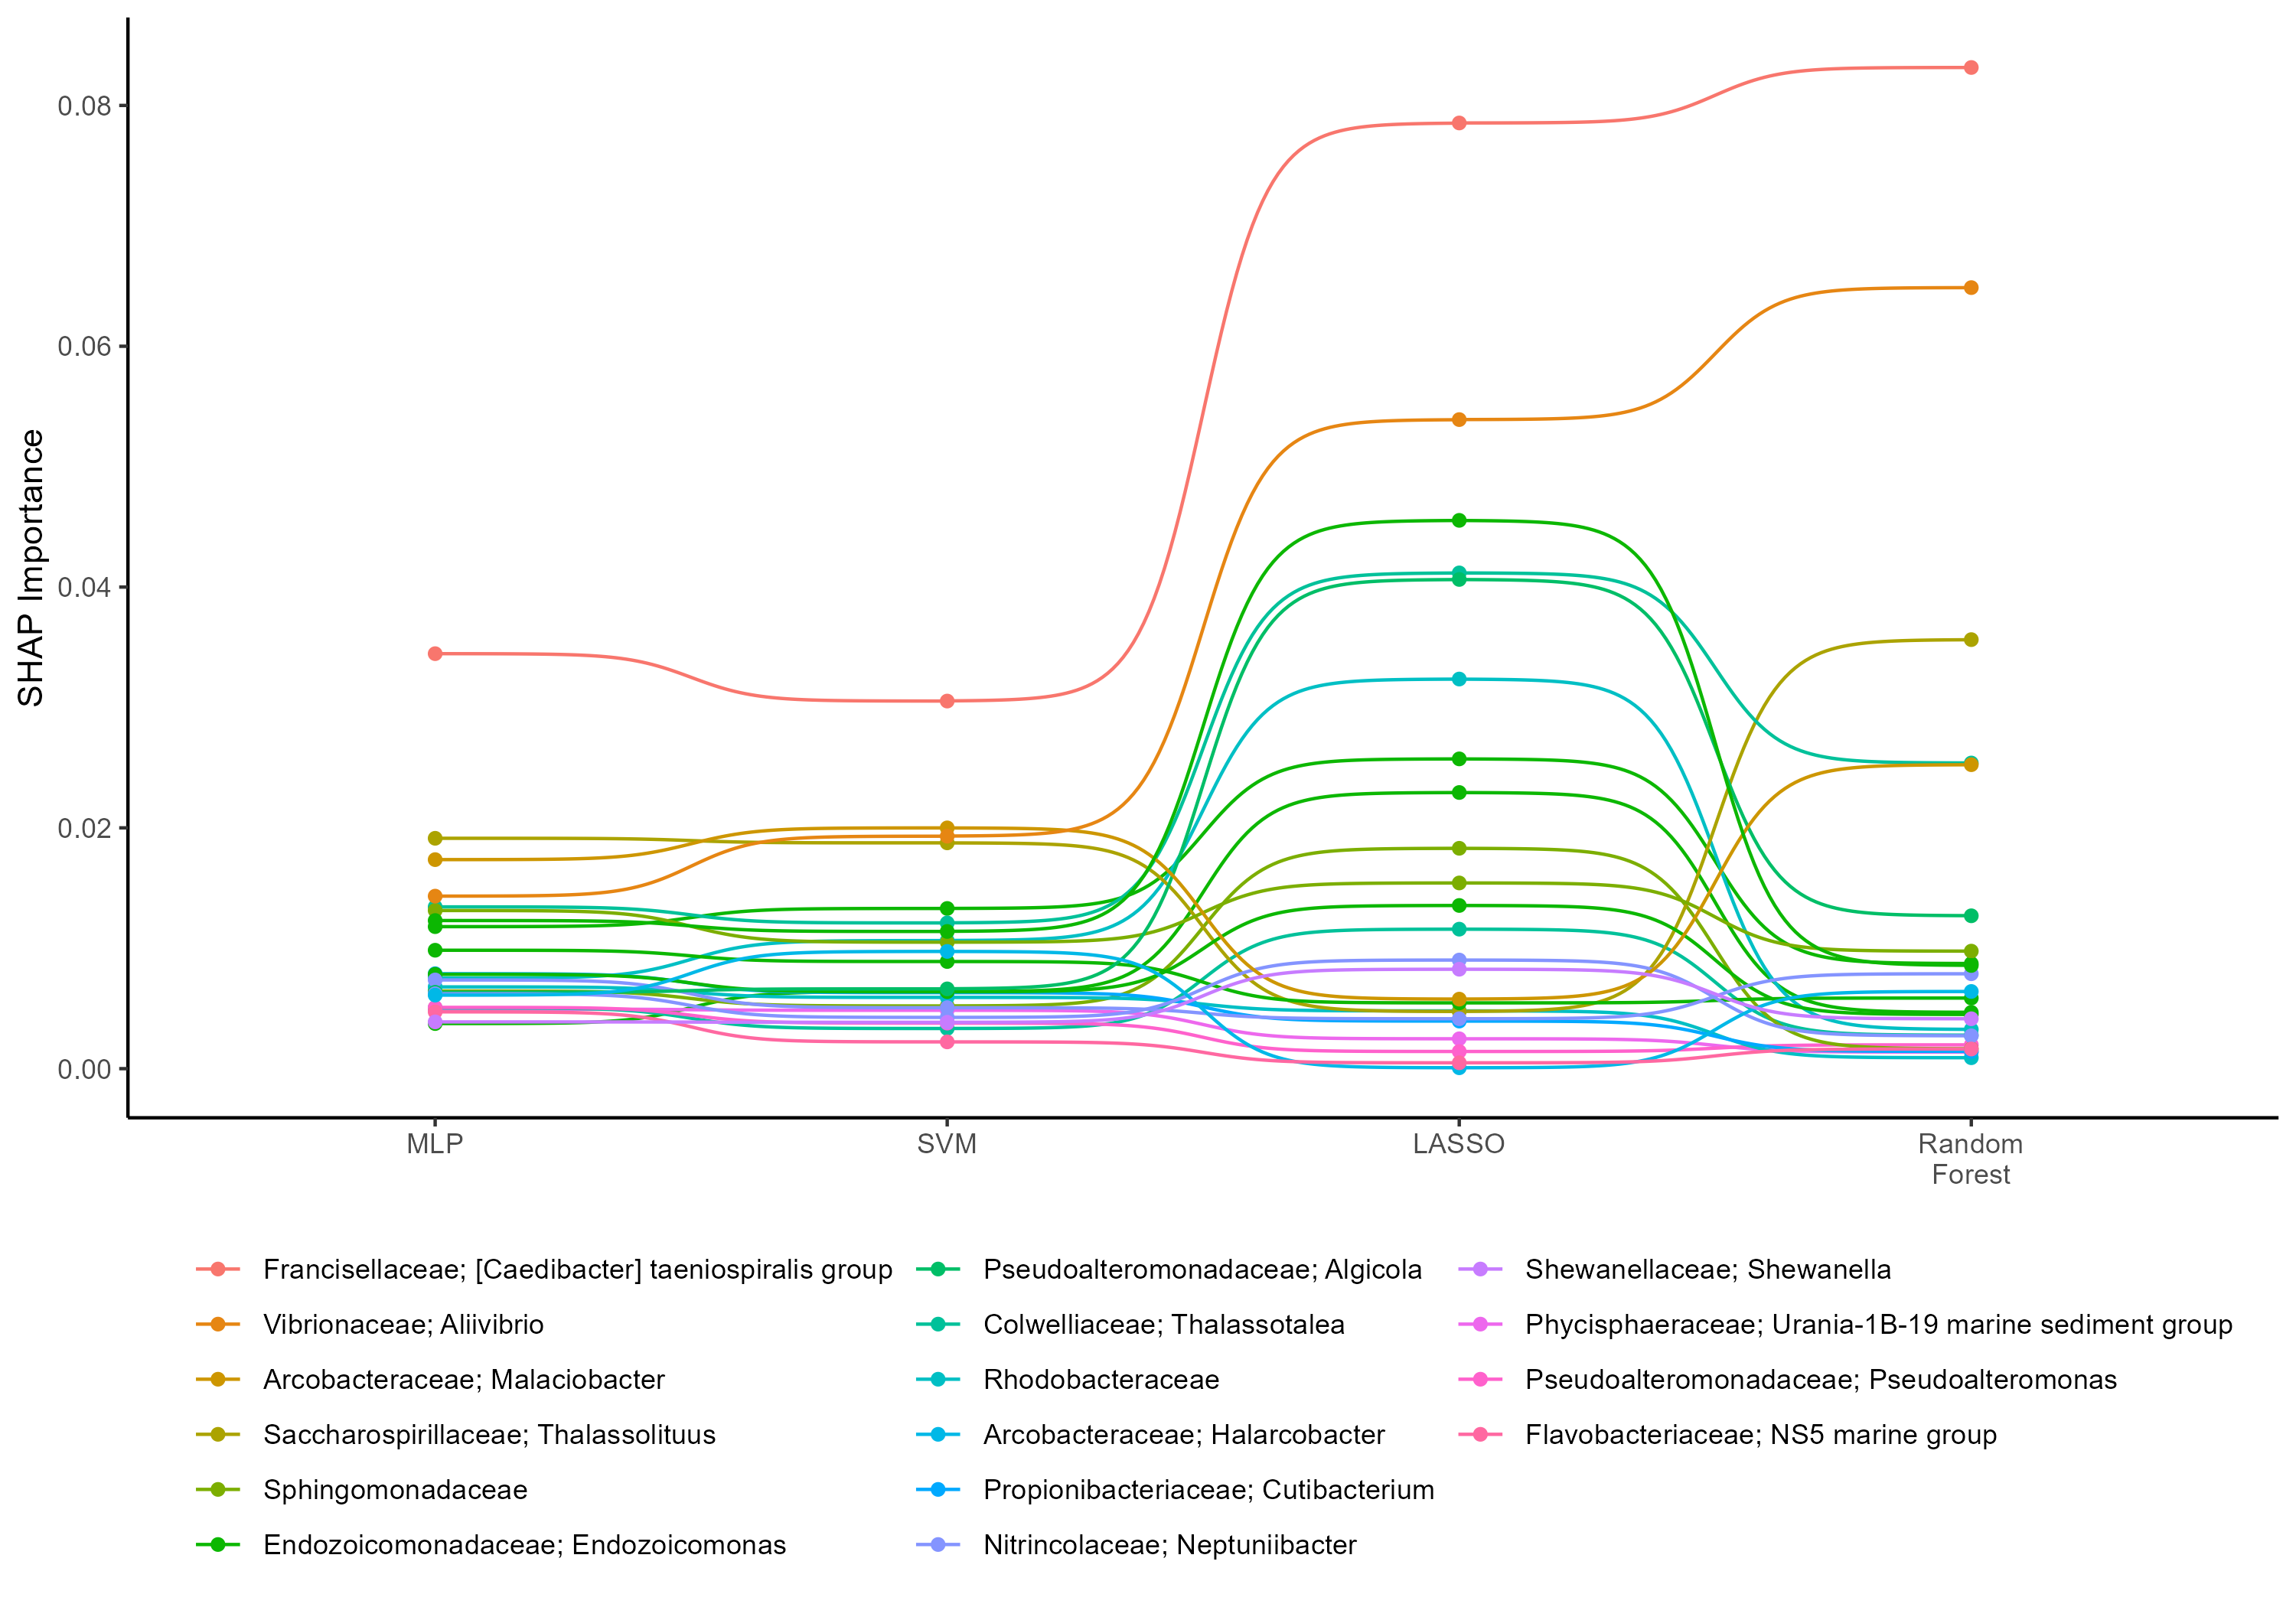 SHAP Importance
0.08
0.06
0.04
0.02
0.00
MLP
SVM
LASSO
Random
Forest
Francisellaceae; [Caedibacter] taeniospiralis group
Vibrionaceae; Aliivibrio
Arcobacteraceae; Malaciobacter
Saccharospirillaceae; Thalassolituus
Sphingomonadaceae
Endozoicomonadaceae; Endozoicomonas
Pseudoalteromonadaceae; Algicola
Colwelliaceae; Thalassotalea
Rhodobacteraceae
Arcobacteraceae; Halarcobacter
Propionibacteriaceae; Cutibacterium
Nitrincolaceae; Neptuniibacter
Shewanellaceae; Shewanella
Phycisphaeraceae; Urania-1B-19 marine sediment group
Pseudoalteromonadaceae; Pseudoalteromonas
Flavobacteriaceae; NS5 marine group